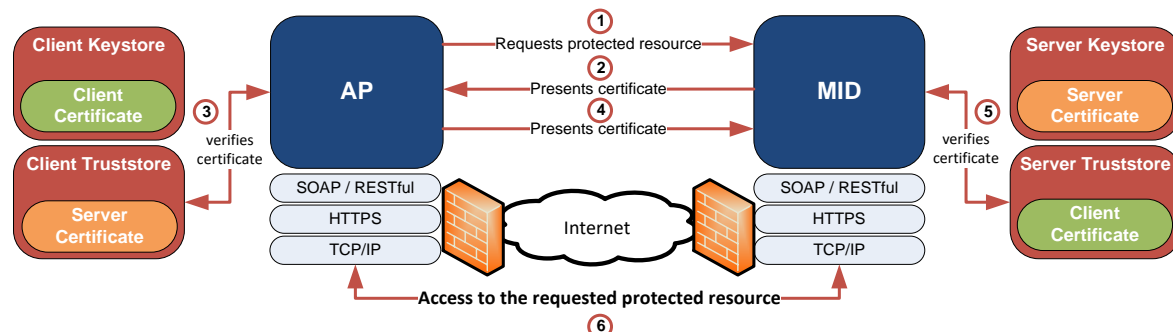 Client Keystore
Client
Certificate
Client Truststore
Server
Certificate
3
verifies
certificate
AP
SOAP / RESTful
HTTPS
TCP/IP
1
Requests protected resource
2
Presents certificate
4
Presents certificate
Internet
MID
SOAP / RESTful
HTTPS
TCP/IP
5
verifies
certificate
Server Keystore
Server
Certificate
Server Truststore
Client
Certificate
Access to the requested protected resource
6